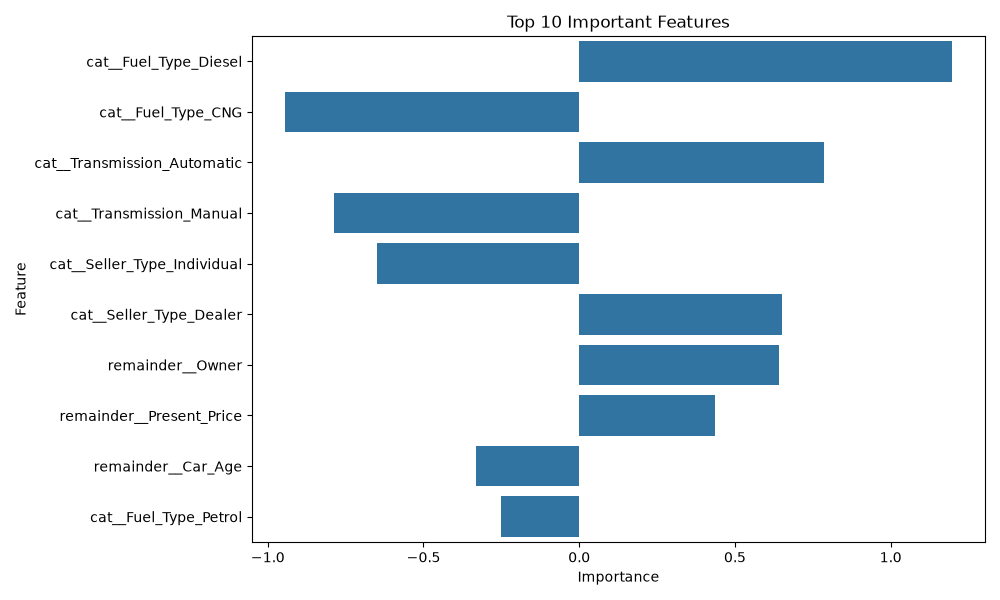 Top 10 Important Features
cat__Fuel_Type_Diesel
cat__Fuel_Type_CNG
cat__Transmission_Automatic
cat__Transmission_Manual
cat__Seller_Type_Individual
cat__Seller_Type_Dealer
remainder__Owner
remainder__Present_Price
remainder__Car_Age
cat__Fuel_Type_Petrol
Feature
−1.0 −0.5 0.0 0.5 1.0
Importance